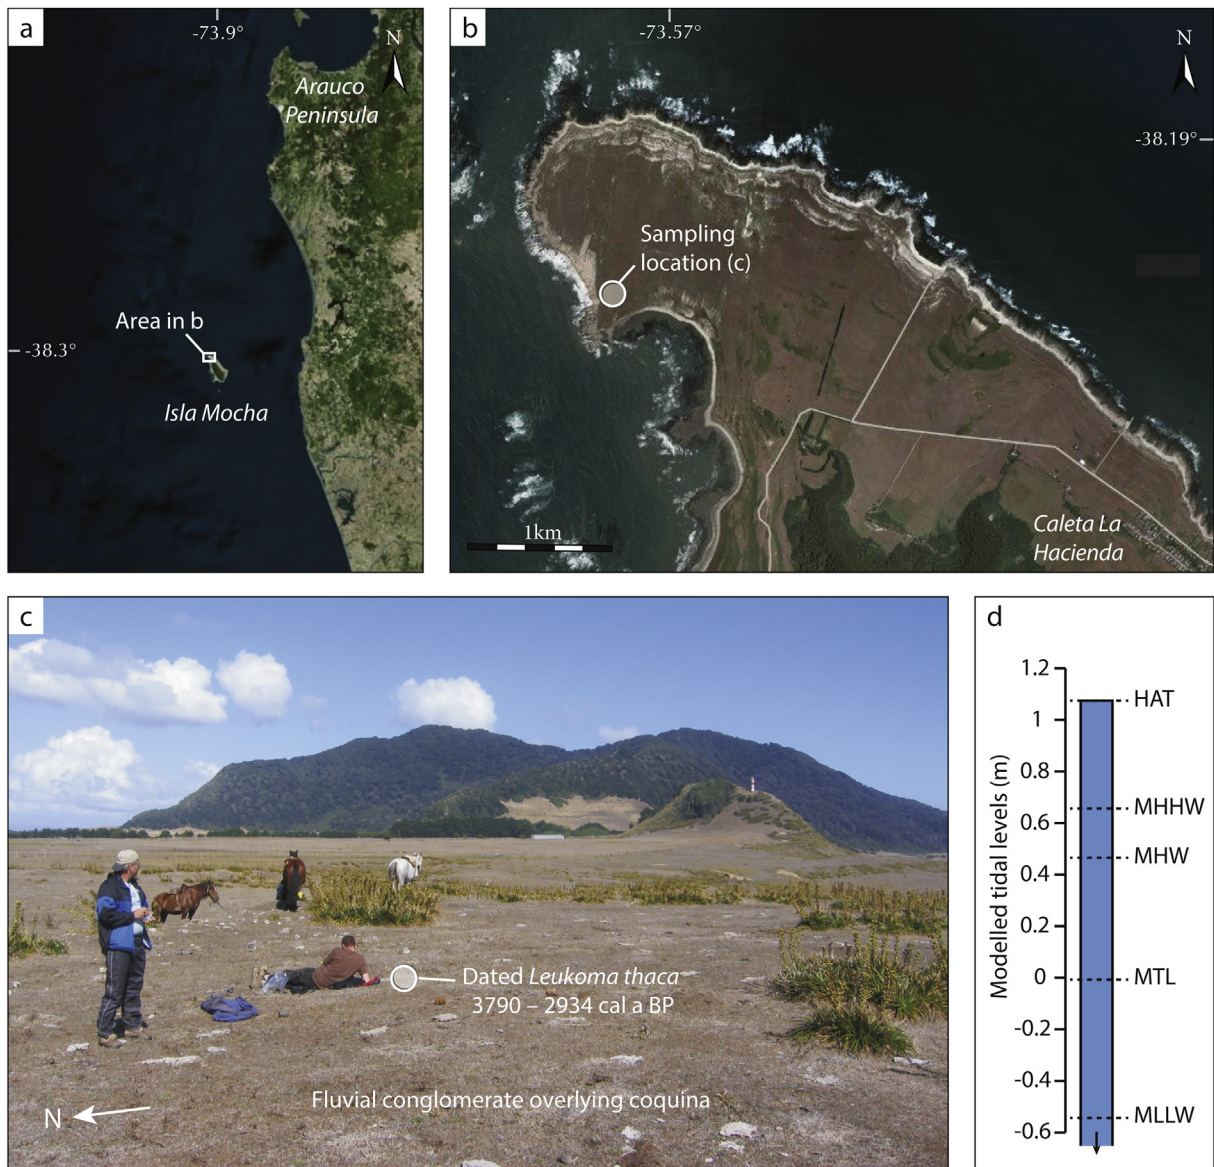 a
-73.9°
N
Arauco
Peninsula
Area in b
-38.3°
Isla Mocha
b
-73.57°
N
-38.19°
Sampling
location (c)
1km
Caleta La
Hacienda
c
Dated Leukoma thaca
3790 – 2934 cal a BP
N
Fluvial conglomerate overlying coquina
d
Modelled tidal levels (m)
1.2
1
0.8
0.6
0.4
0.2
0
-0.2
-0.4
-0.6
HAT
MHHW
MHW
MTL
MLLW